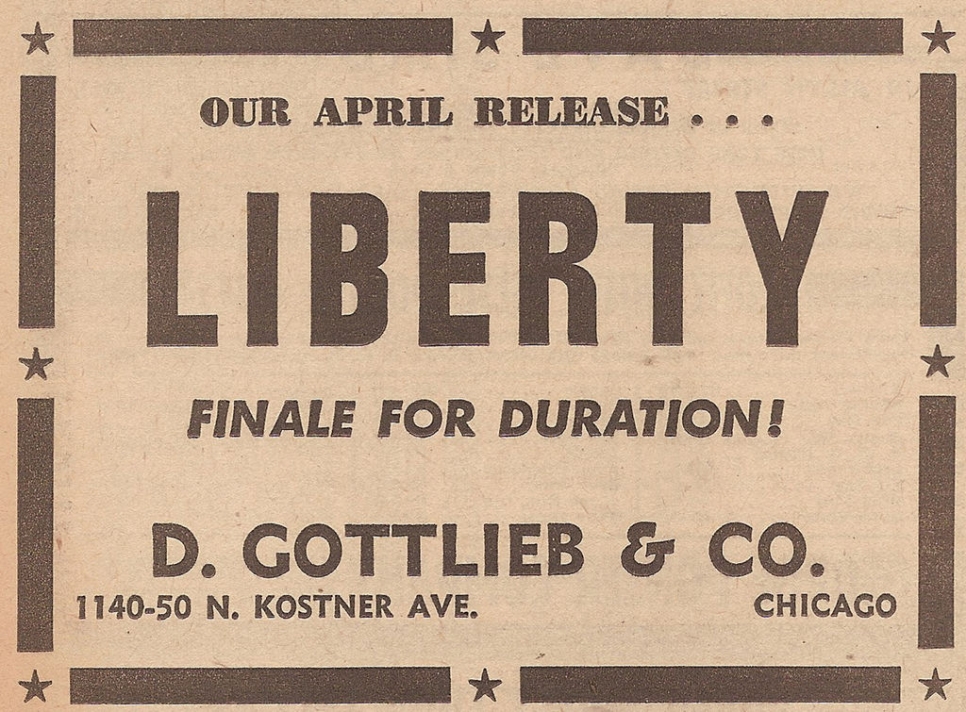 OUR APRIL RELEASE . . .
LIBERTY
FINALE FOR DURATION!
D. GOTTLIEB & CO.
1140-50 N. KOSTNER AVE. CHICAGO